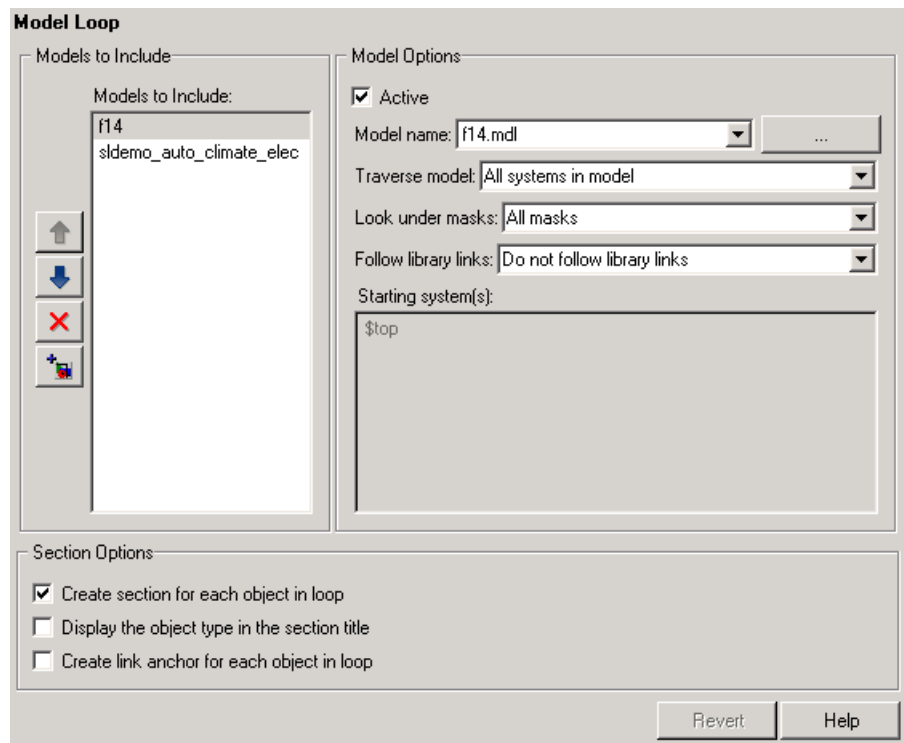 Model Loop
Models to Include
Models to Include:
f14
sldemo_auto_climate_elec
Model Options
Active
Model name: f14.mdl
...
Traverse model: All systems in model
Look under masks: All masks
Follow library links: Do not follow library links
Starting system(s):
$top
Section Options
Create section for each object in loop
Display the object type in the section title
Create link anchor for each object in loop
Revert
Help